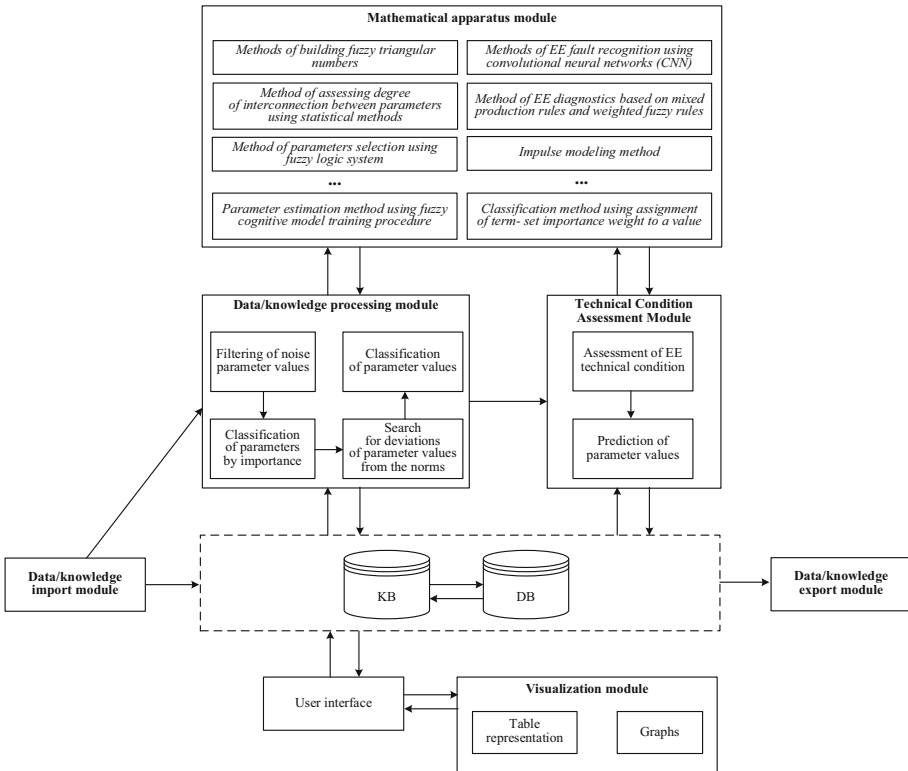 Mathematical apparatus module
Methods of building fuzzy triangular
numbers
Methods of EE fault recognition using
convolutional neural networks (CNN)
Method of assessing degree
of interconnection between parameters
using statistical methods
Method of EE diagnostics based on mixed
production rules and weighted fuzzy rules
Method of parameters selection using
fuzzy logic system
Impulse modeling method
...
...
Parameter estimation method using fuzzy
cognitive model training procedure
Classification method using assignment
of term- set importance weight to a value
Data/knowledge processing module
Filtering of noise
parameter values
Classification
of parameter values
Classification
of parameters
by importance
Search
for deviations
of parameter values
from the norms
Technical Condition
Assessment Module
Assessment of EE
technical condition
Prediction of
parameter values
Data/knowledge
import module
KB
DB
Data/knowledge
export module
User interface
Visualization module
Table
representation
Graphs